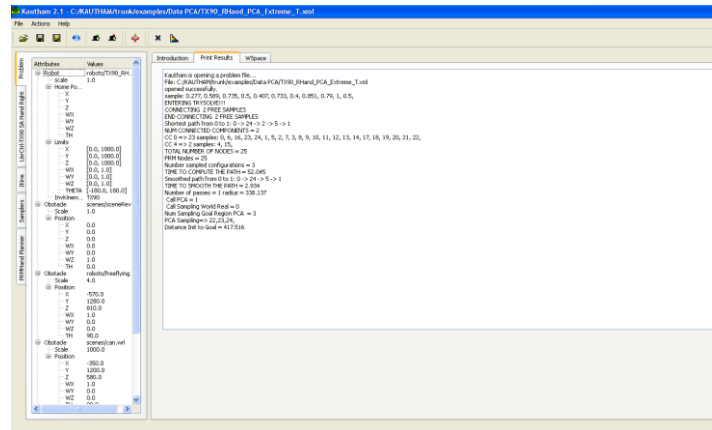 Kautham 2.1 - C:/KAUTHAM/trunk/examples/Data PCA/TX90_RHand_PCA_Extreme_T.xml
File Actions Help
Problem
Samplers
Attributes Values
Robot robots/TX90_RH...
scale 1.0
Home Po...
X
Y
Z
WX
WY
WZ
TH
Limits
X [0.0, 1000.0]
Y [0.0, 1000.0]
Z [0.0, 1000.0]
WX [0.0, 1.0]
WY [0.0, 1.0]
WZ [0.0, 1.0]
THETA [-180.0, 180.0]
InvKinem... TX90
Obstacle scenes/sceneRev
Scale 1.0
Position
X 0.0
Y 0.0
Z 0.0
WX 0.0
WY 0.0
WZ 1.0
TH 0.0
Obstacle robots/freeflying.
Scale 4.0
Position
X -570.0
Y 1280.0
Z 810.0
WX 1.0
WY 0.0
WZ 0.0
TH 90.0
Obstacle scenes/can.wrl
Scale 1000.0
Position
X -350.0
Y 1200.0
Z 580.0
WX 1.0
WY 0.0
WZ 0.0
Introduction Print Results WSpace
Kautham is opening a problem file...
File: C:/KAUTHAM/trunk/examples/Data PCA/TX90_RHand_PCA_Extreme_T.xml
opened successfully.
sample: 0.277, 0.589, 0.735, 0.5, 0.407, 0.733, 0.4, 0.851, 0.79, 1, 0.5,
ENTERING TRYSOLVE!!!
CONNECTING 2 FREE SAMPLES
END CONNECTING 2 FREE SAMPLES
Shortest path from 0 to 1: 0 -> 24 -> 5 -> 1
NUM CONNECTED COMPONENTS = 2
CC 0 => 23 samples: 0, 6, 16, 23, 24, 1, 5, 2, 7, 3, 8, 9, 10, 11, 12, 13, 14, 17, 18, 19, 20, 21, 22,
CC 4 => 2 samples: 4, 15,
TOTAL NUMBER OF NODES = 25
PRM Nodes = 25
Number sampled configurations = 3
TIME TO COMPUTE THE PATH = 52.045
Smoothed path from 0 to 1: 0 -> 24 -> 5 -> 1
TIME TO SMOOTH THE PATH = 2.934
Number of passes = 1 radius = 338.137
Call PCA = 1
Call Sampling World Real = 0
Num Sampling Goal Region PCA = 3
PCA Sampling=> 22,23,24,
Distance Init to Goal = 417.516